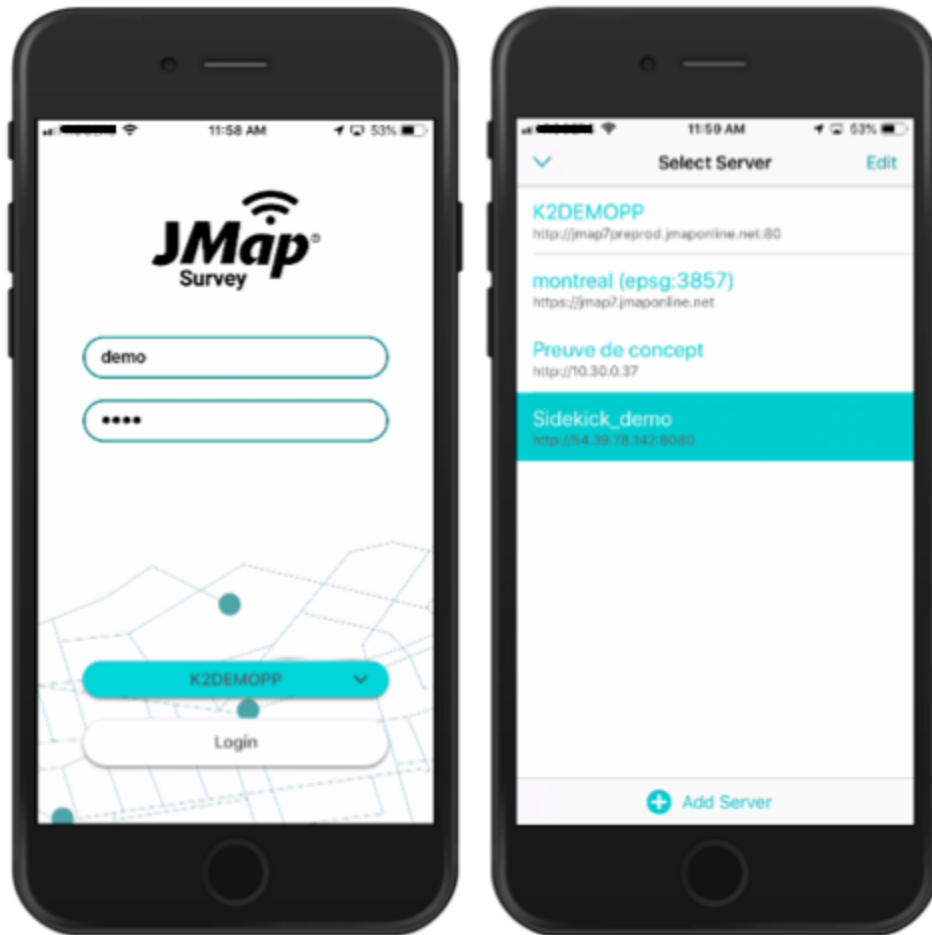 11:58 AM
53%
JMap
Survey
demo
••••
K2DEMOPP
Login
11:59 AM
53%
Select Server
Edit
K2DEMOPP
http://jmap7preprod.jmaponline.net:80
montreal (epsg:3857)
https://jmap7.jmaponline.net
Preuve de concept
http://10.30.0.37
Sidekick_demo
http://54.39.78.142:8080
Add Server